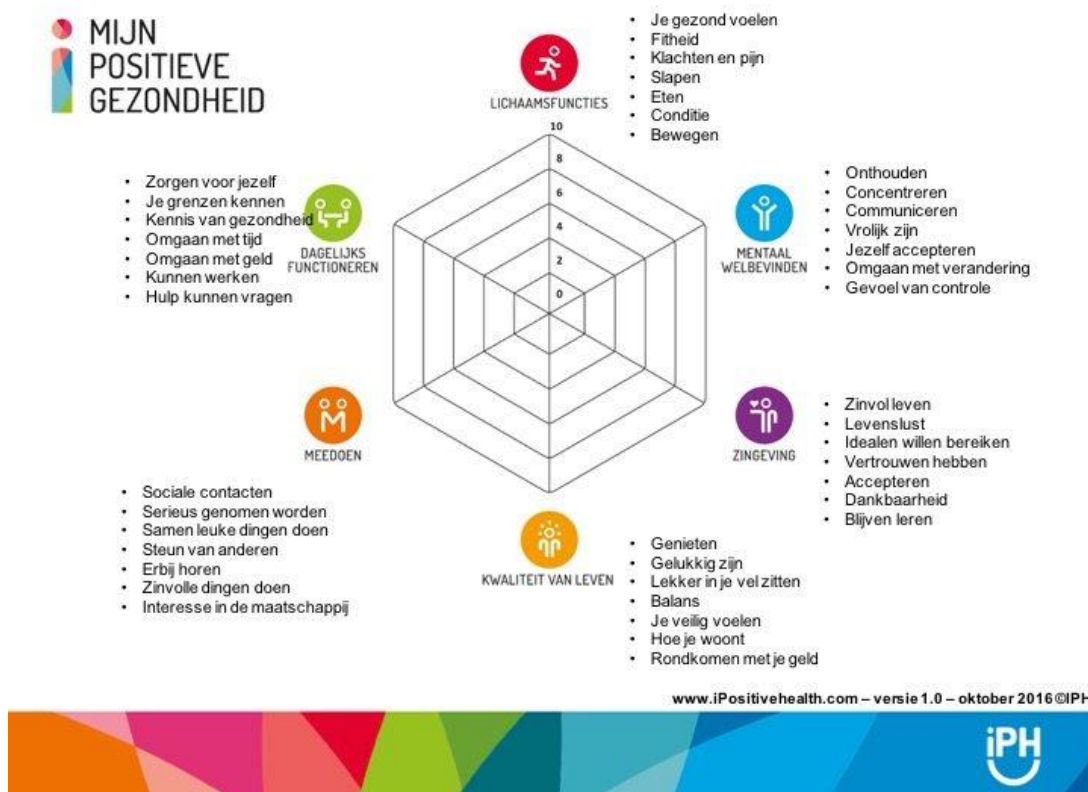 MIJN
POSITIEVE
GEZONDHEID
LICHAAMSFUNCTIES
• Je gezond voelen
• Fitheid
• Klachten en pijn
• Slapen
• Eten
• Conditie
• Bewegen
10
8
6
4
2
0
MENTAAL
WELBEVINDEN
• Onthouden
• Concentreren
• Communiceren
• Vrolijk zijn
• Jezelf accepteren
• Omgaan met verandering
• Gevoel van controle
ZINGEVING
• Zinvol leven
• Levenslust
• Idealen willen bereiken
• Vertrouwen hebben
• Accepteren
• Dankbaarheid
• Blijven leren
KWALITEIT VAN LEVEN
• Genieten
• Gelukkig zijn
• Lekker in je vel zitten
• Balans
• Je veilig voelen
• Hoe je woont
• Rondkomen met je geld
MEEDOEN
• Sociale contacten
• Serieus genomen worden
• Samen leuke dingen doen
• Steun van anderen
• Erbij horen
• Zinvolle dingen doen
• Interesse in de maatschappij
DAGELIJKS
FUNCTIONEREN
• Zorgen voor jezelf
• Je grenzen kennen
• Kennis van gezondheid
• Omgaan met tijd
• Omgaan met geld
• Kunnen werken
• Hulp kunnen vragen
www.iPositivehealth.com – versie 1.0 – oktober 2016 ©IPH
iPH